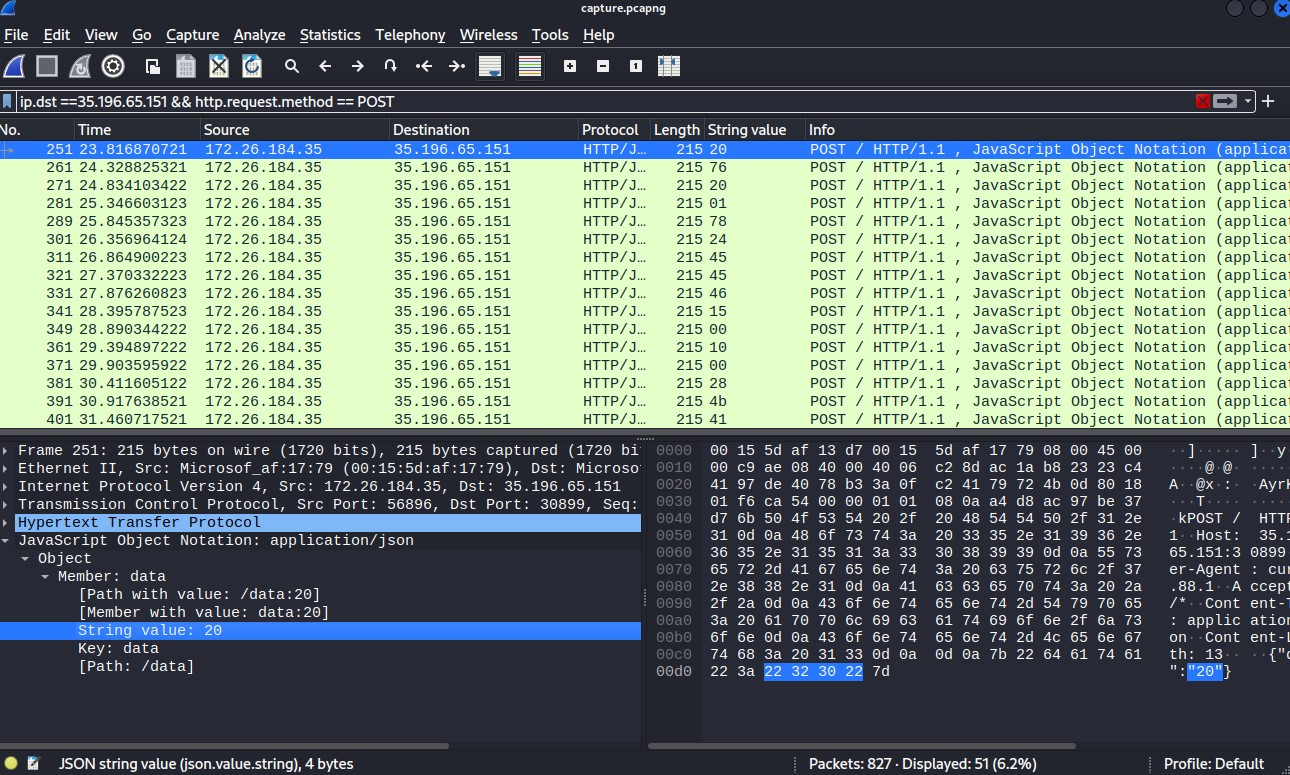 capture.pcapng
File Edit View Go Capture Analyze Statistics Telephony Wireless Tools Help
ip.dst ==35.196.65.151 && http.request.method == POST
No. Time Source Destination Protocol Length String value Info
251 23.816870721 172.26.184.35 35.196.65.151 HTTP/J… 215 20 POST / HTTP/1.1 , JavaScript Object Notation (applicat
261 24.328825321 172.26.184.35 35.196.65.151 HTTP/J… 215 76 POST / HTTP/1.1 , JavaScript Object Notation (applicat
271 24.834103422 172.26.184.35 35.196.65.151 HTTP/J… 215 20 POST / HTTP/1.1 , JavaScript Object Notation (applicat
281 25.346603123 172.26.184.35 35.196.65.151 HTTP/J… 215 01 POST / HTTP/1.1 , JavaScript Object Notation (applicat
289 25.845357323 172.26.184.35 35.196.65.151 HTTP/J… 215 78 POST / HTTP/1.1 , JavaScript Object Notation (applicat
301 26.356964124 172.26.184.35 35.196.65.151 HTTP/J… 215 24 POST / HTTP/1.1 , JavaScript Object Notation (applicat
311 26.864900223 172.26.184.35 35.196.65.151 HTTP/J… 215 45 POST / HTTP/1.1 , JavaScript Object Notation (applicat
321 27.370332223 172.26.184.35 35.196.65.151 HTTP/J… 215 45 POST / HTTP/1.1 , JavaScript Object Notation (applicat
331 27.876260823 172.26.184.35 35.196.65.151 HTTP/J… 215 46 POST / HTTP/1.1 , JavaScript Object Notation (applicat
341 28.395787523 172.26.184.35 35.196.65.151 HTTP/J… 215 15 POST / HTTP/1.1 , JavaScript Object Notation (applicat
349 28.890344222 172.26.184.35 35.196.65.151 HTTP/J… 215 00 POST / HTTP/1.1 , JavaScript Object Notation (applicat
361 29.394897222 172.26.184.35 35.196.65.151 HTTP/J… 215 10 POST / HTTP/1.1 , JavaScript Object Notation (applicat
371 29.903595922 172.26.184.35 35.196.65.151 HTTP/J… 215 00 POST / HTTP/1.1 , JavaScript Object Notation (applicat
381 30.411605122 172.26.184.35 35.196.65.151 HTTP/J… 215 28 POST / HTTP/1.1 , JavaScript Object Notation (applicat
391 30.917638521 172.26.184.35 35.196.65.151 HTTP/J… 215 4b POST / HTTP/1.1 , JavaScript Object Notation (applicat
401 31.460717521 172.26.184.35 35.196.65.151 HTTP/J… 215 41 POST / HTTP/1.1 , JavaScript Object Notation (applicat
Frame 251: 215 bytes on wire (1720 bits), 215 bytes captured (1720 bi
Ethernet II, Src: Microsof_af:17:79 (00:15:5d:af:17:79), Dst: Microso
Internet Protocol Version 4, Src: 172.26.184.35, Dst: 35.196.65.151
Transmission Control Protocol, Src Port: 56896, Dst Port: 30899, Seq:
Hypertext Transfer Protocol
JavaScript Object Notation: application/json
Object
Member: data
[Path with value: /data:20]
[Member with value: data:20]
String value: 20
Key: data
[Path: /data]
0000 00 15 5d af 13 d7 00 15 5d af 17 79 08 00 45 00 ··]····· ]··y
0010 00 c9 ae 08 40 00 40 06 c2 8d ac 1a b8 23 23 c4 ····@·@· ·····
0020 41 97 de 40 78 b3 3a 0f c2 41 79 72 4b 0d 80 18 A··@x·:· ·AyrK
0030 01 f6 ca 54 00 00 01 01 08 0a a4 d8 ac 97 be 37 ···T···· ·····
0040 d7 6b 50 4f 53 54 20 2f 20 48 54 54 50 2f 31 2e ·kPOST / HTTP
0050 31 0d 0a 48 6f 73 74 3a 20 33 35 2e 31 39 36 2e 1··Host: 35.1
0060 36 35 2e 31 35 31 3a 33 30 38 39 39 0d 0a 55 73 65.151:3 0899
0070 65 72 2d 41 67 65 6e 74 3a 20 63 75 72 6c 2f 37 er-Agent : cur
0080 2e 38 38 2e 31 0d 0a 41 63 63 65 70 74 3a 20 2a .88.1··A ccept
0090 2f 2a 0d 0a 43 6f 6e 74 65 6e 74 2d 54 79 70 65 /*··Cont ent-T
00a0 3a 20 61 70 70 6c 69 63 61 74 69 6f 6e 2f 6a 73 : applic ation
00b0 6f 6e 0d 0a 43 6f 6e 74 65 6e 74 2d 4c 65 6e 67 on··Cont ent-L
00c0 74 68 3a 20 31 33 0d 0a 0d 0a 7b 22 64 61 74 61 th: 13·· ··{"d
00d0 22 3a 22 32 30 22 7d ":"20"}
JSON string value (json.value.string), 4 bytes
Packets: 827 · Displayed: 51 (6.2%)
Profile: Default